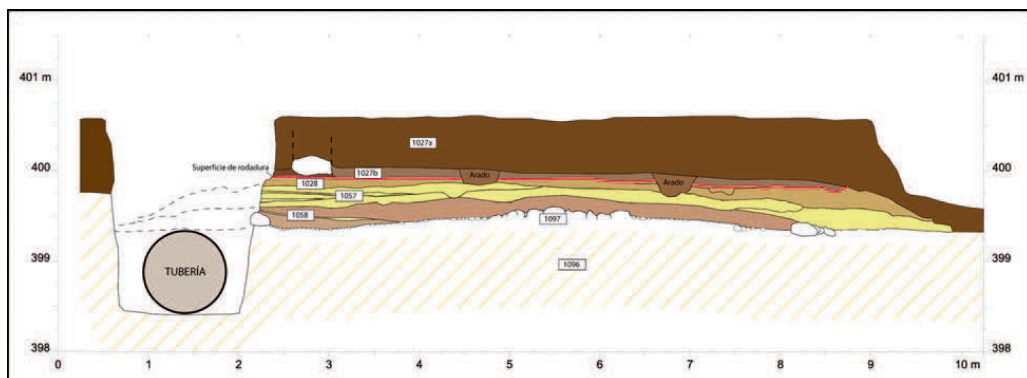 401 m
401 m
1027a
Superficie de rodadura
400
1027b
Arado
Arado
400
1028
1057
1058
1097
399
TUBERÍA
1096
399
398
398
0 1 2 3 4 5 6 7 8 9 10 m